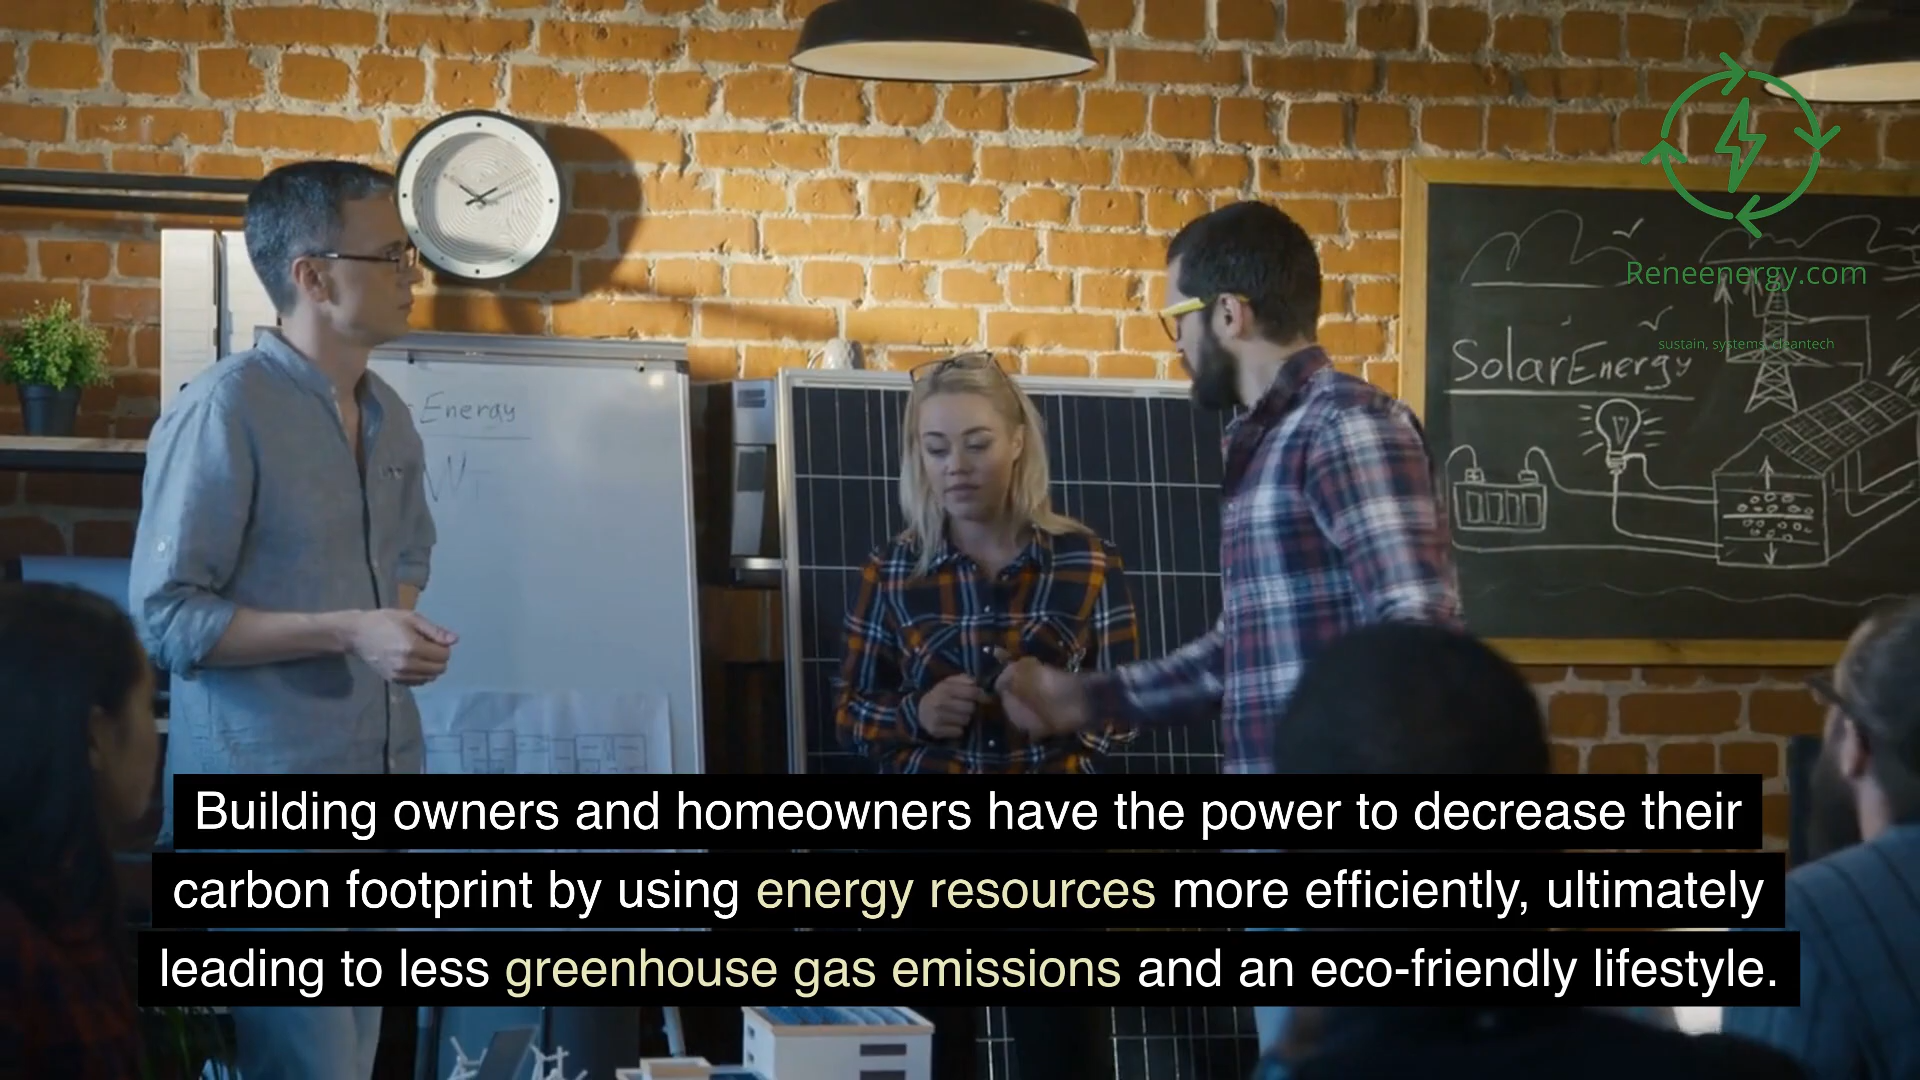 Reneenergy.com
sustain, systems, cleantech
SolarEnergy
Energy
Building owners and homeowners have the power to decrease their
carbon footprint by using energy resources more efficiently, ultimately
leading to less greenhouse gas emissions and an eco-friendly lifestyle.